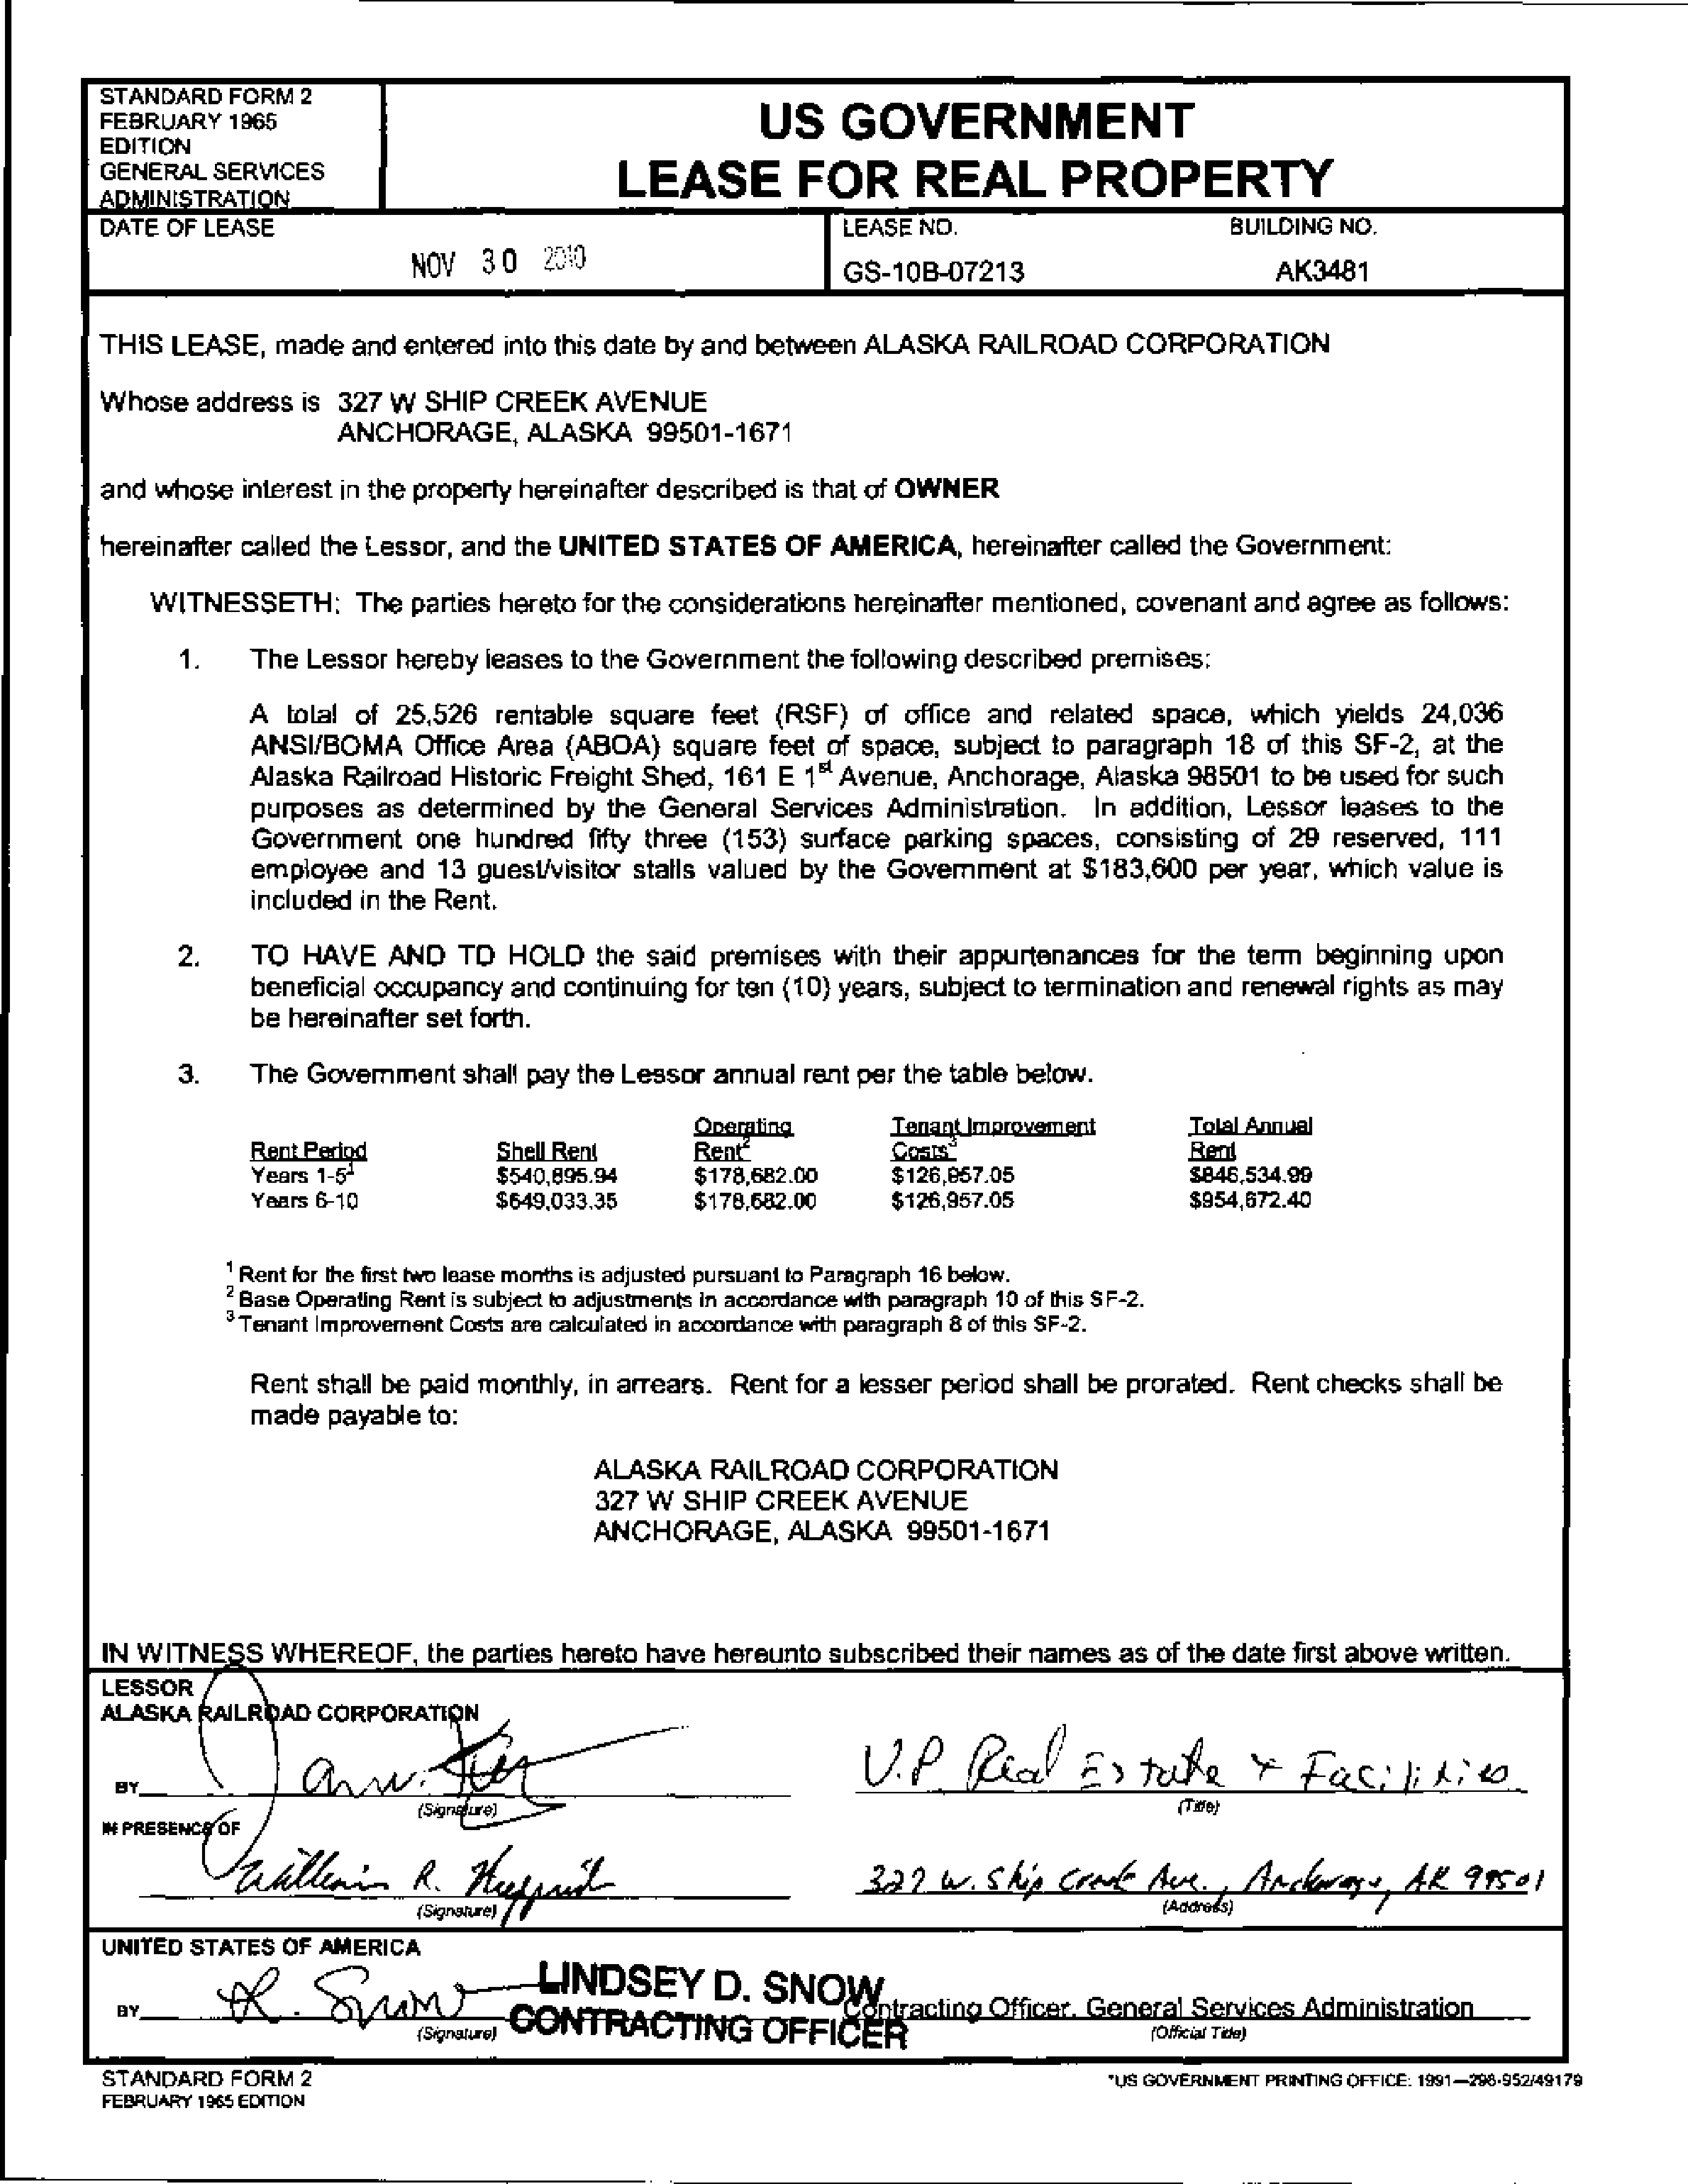 STANDARD FORM 2
FEBRUARY 1965
EDITION
GENERAL SERVICES
ADMINISTRATION
US GOVERNMENT
LEASE FOR REAL PROPERTY
DATE OF LEASE
NOV 30 2010
LEASE NO.
GS-10B-07213
BUILDING NO.
AK3481
THIS LEASE, made and entered into this date by and between ALASKA RAILROAD CORPORATION
Whose address is 327 W SHIP CREEK AVENUE
ANCHORAGE, ALASKA 99501-1671
and whose interest in the property hereinafter described is that of OWNER
hereinafter called the Lessor, and the UNITED STATES OF AMERICA, hereinafter called the Government:
WITNESSETH: The parties hereto for the considerations hereinafter mentioned, covenant and agree as follows:
1. The Lessor hereby leases to the Government the following described premises:
A total of 25,526 rentable square feet (RSF) of office and related space, which yields 24,036
ANSI/BOMA Office Area (ABOA) square feet of space, subject to paragraph 18 of this SF-2, at the
Alaska Railroad Historic Freight Shed, 161 E 1st Avenue, Anchorage, Alaska 98501 to be used for such
purposes as determined by the General Services Administration. In addition, Lessor leases to the
Government one hundred fifty three (153) surface parking spaces, consisting of 29 reserved, 111
employee and 13 guest/visitor stalls valued by the Government at $183,600 per year, which value is
included in the Rent.
2. TO HAVE AND TO HOLD the said premises with their appurtenances for the term beginning upon
beneficial occupancy and continuing for ten (10) years, subject to termination and renewal rights as may
be hereinafter set forth.
3. The Government shall pay the Lessor annual rent per the table below.
Rent Period Shell Rent Operating Rent2 Tenant Improvement Costs3 Total Annual Rent
Years 1-51 $540,895.94 $178,682.00 $126,957.05 $846,534.99
Years 6-10 $649,033.35 $178,682.00 $126,957.05 $954,672.40
1 Rent for the first two lease months is adjusted pursuant to Paragraph 16 below.
2 Base Operating Rent is subject to adjustments in accordance with paragraph 10 of this SF-2.
3 Tenant Improvement Costs are calculated in accordance with paragraph 8 of this SF-2.
Rent shall be paid monthly, in arrears. Rent for a lesser period shall be prorated. Rent checks shall be
made payable to:
ALASKA RAILROAD CORPORATION
327 W SHIP CREEK AVENUE
ANCHORAGE, ALASKA 99501-1671
IN WITNESS WHEREOF, the parties hereto have hereunto subscribed their names as of the date first above written.
LESSOR
ALASKA RAILROAD CORPORATION
BY
(Signature)
V.P. Real Estate & Facilities
(Title)
IN PRESENCE OF
William R.
(Signature)
327 W. Ship Creek Ave., Anchorage, AK 99501
(Address)
UNITED STATES OF AMERICA
BY L. Snow
(Signature)
LINDSEY D. SNOW
CONTRACTING OFFICER
Contracting Officer, General Services Administration
(Official Title)
STANDARD FORM 2
FEBRUARY 1965 EDITION
*US GOVERNMENT PRINTING OFFICE: 1991—298-952/49179